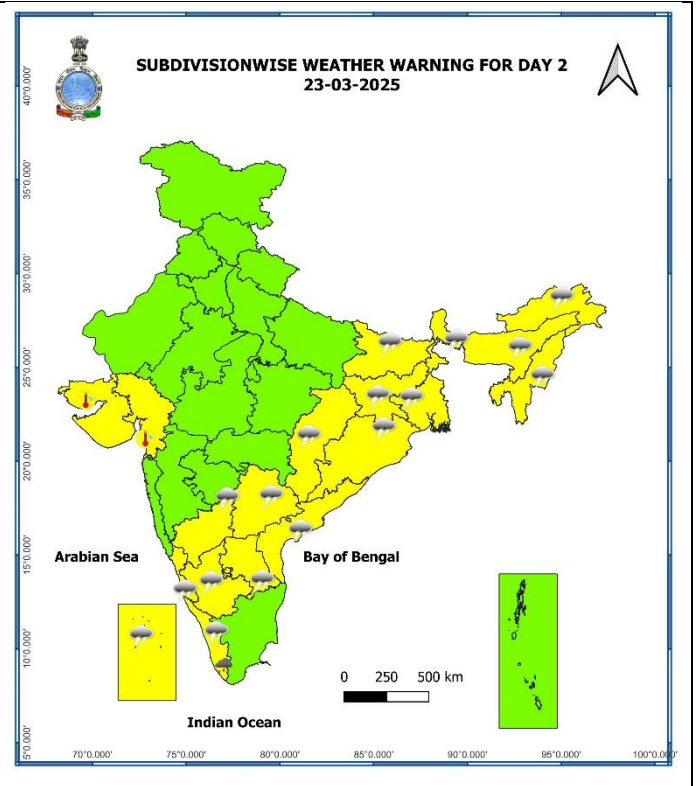 SUBDIVISIONWISE WEATHER WARNING FOR DAY 2
23-03-2025
40°0.000'
35°0.000'
30°0.000'
25°0.000'
20°0.000'
15°0.000'
10°0.000'
5°0.000'
Arabian Sea
Bay of Bengal
0 250 500 km
Indian Ocean
70°0.000' 75°0.000' 80°0.000' 85°0.000' 90°0.000' 95°0.000' 100°0.000'